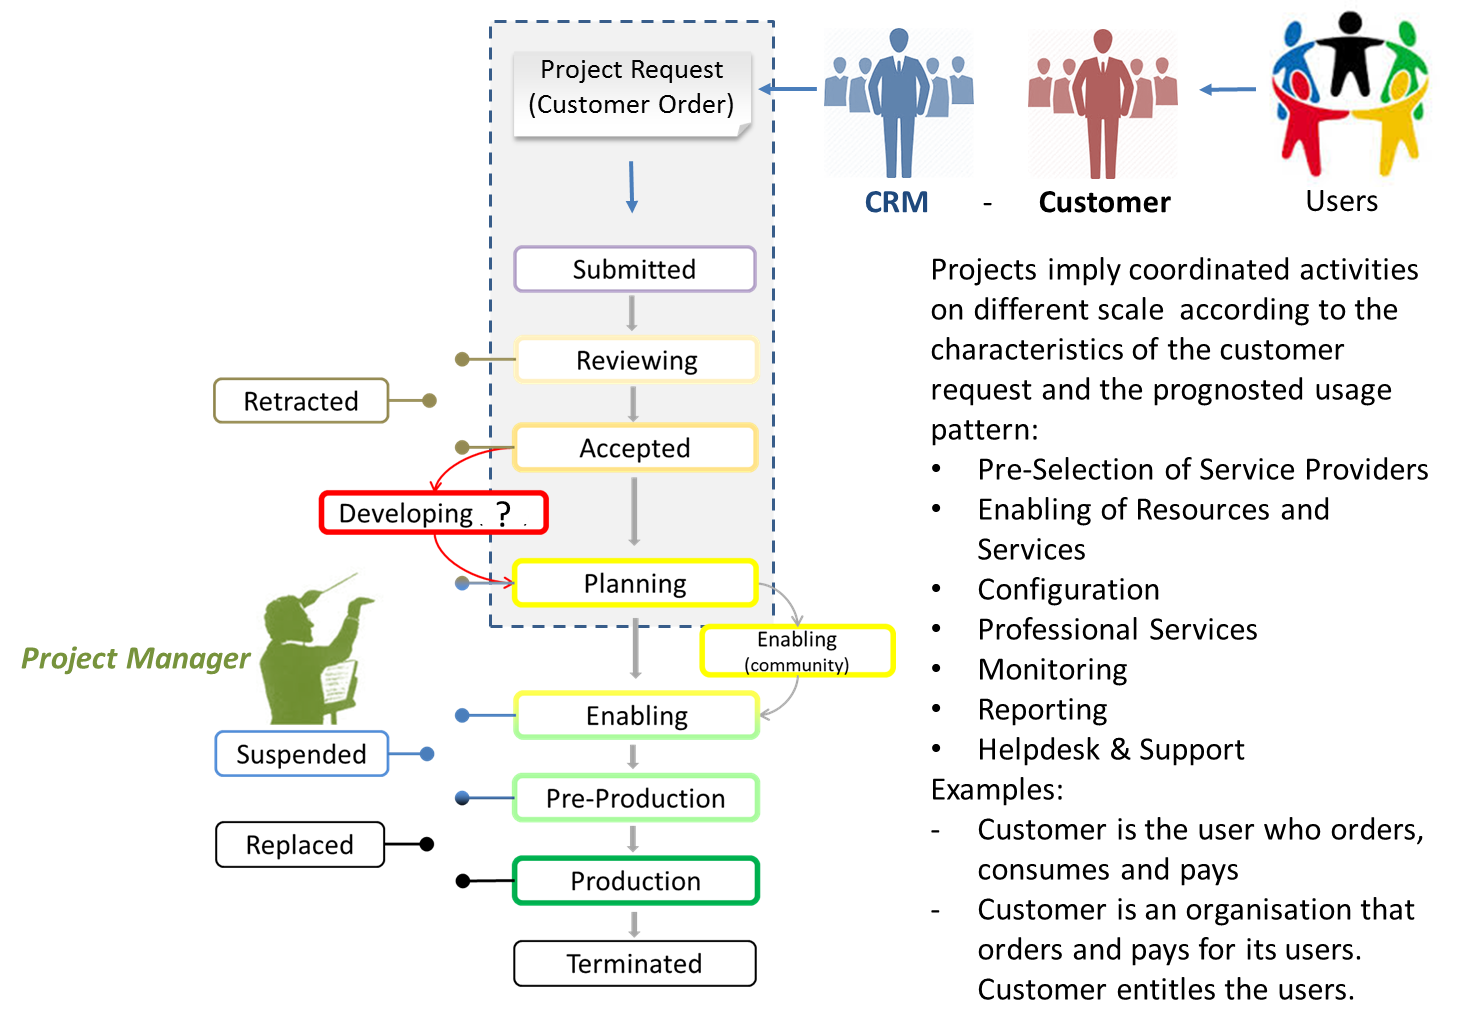 Project Request
(Customer Order)
CRM - Customer
Users
Submitted
Reviewing
Retracted
Accepted
Developing ( ? )
Planning
Enabling
(community)
Project Manager
Enabling
Suspended
Pre-Production
Replaced
Production
Terminated
Projects imply coordinated activities
on different scale according to the
characteristics of the customer
request and the prognosted usage
pattern:
• Pre-Selection of Service Providers
• Enabling of Resources and
Services
• Configuration
• Professional Services
• Monitoring
• Reporting
• Helpdesk & Support
Examples:
- Customer is the user who orders,
consumes and pays
- Customer is an organisation that
orders and pays for its users.
Customer entitles the users.